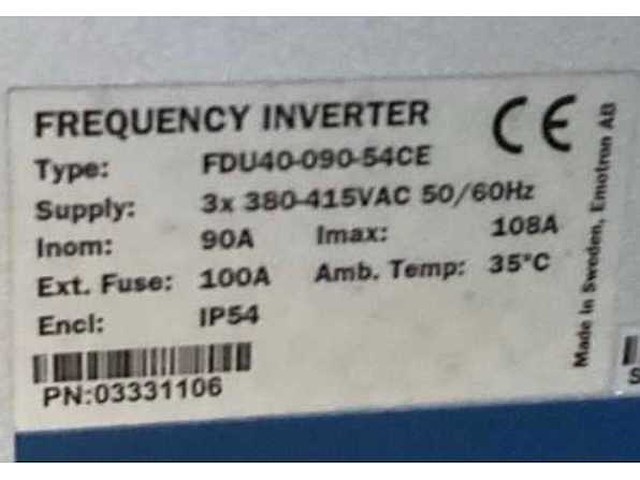 FREQUENCY INVERTER CE
Type: FDU40-090-54CE
Supply: 3x 380-415VAC 50/60Hz
Inom: 90A Imax: 108A
Ext. Fuse: 100A Amb. Temp: 35°C
Encl: IP54
PN:03331106
Made in Sweden, Emotron AB
S